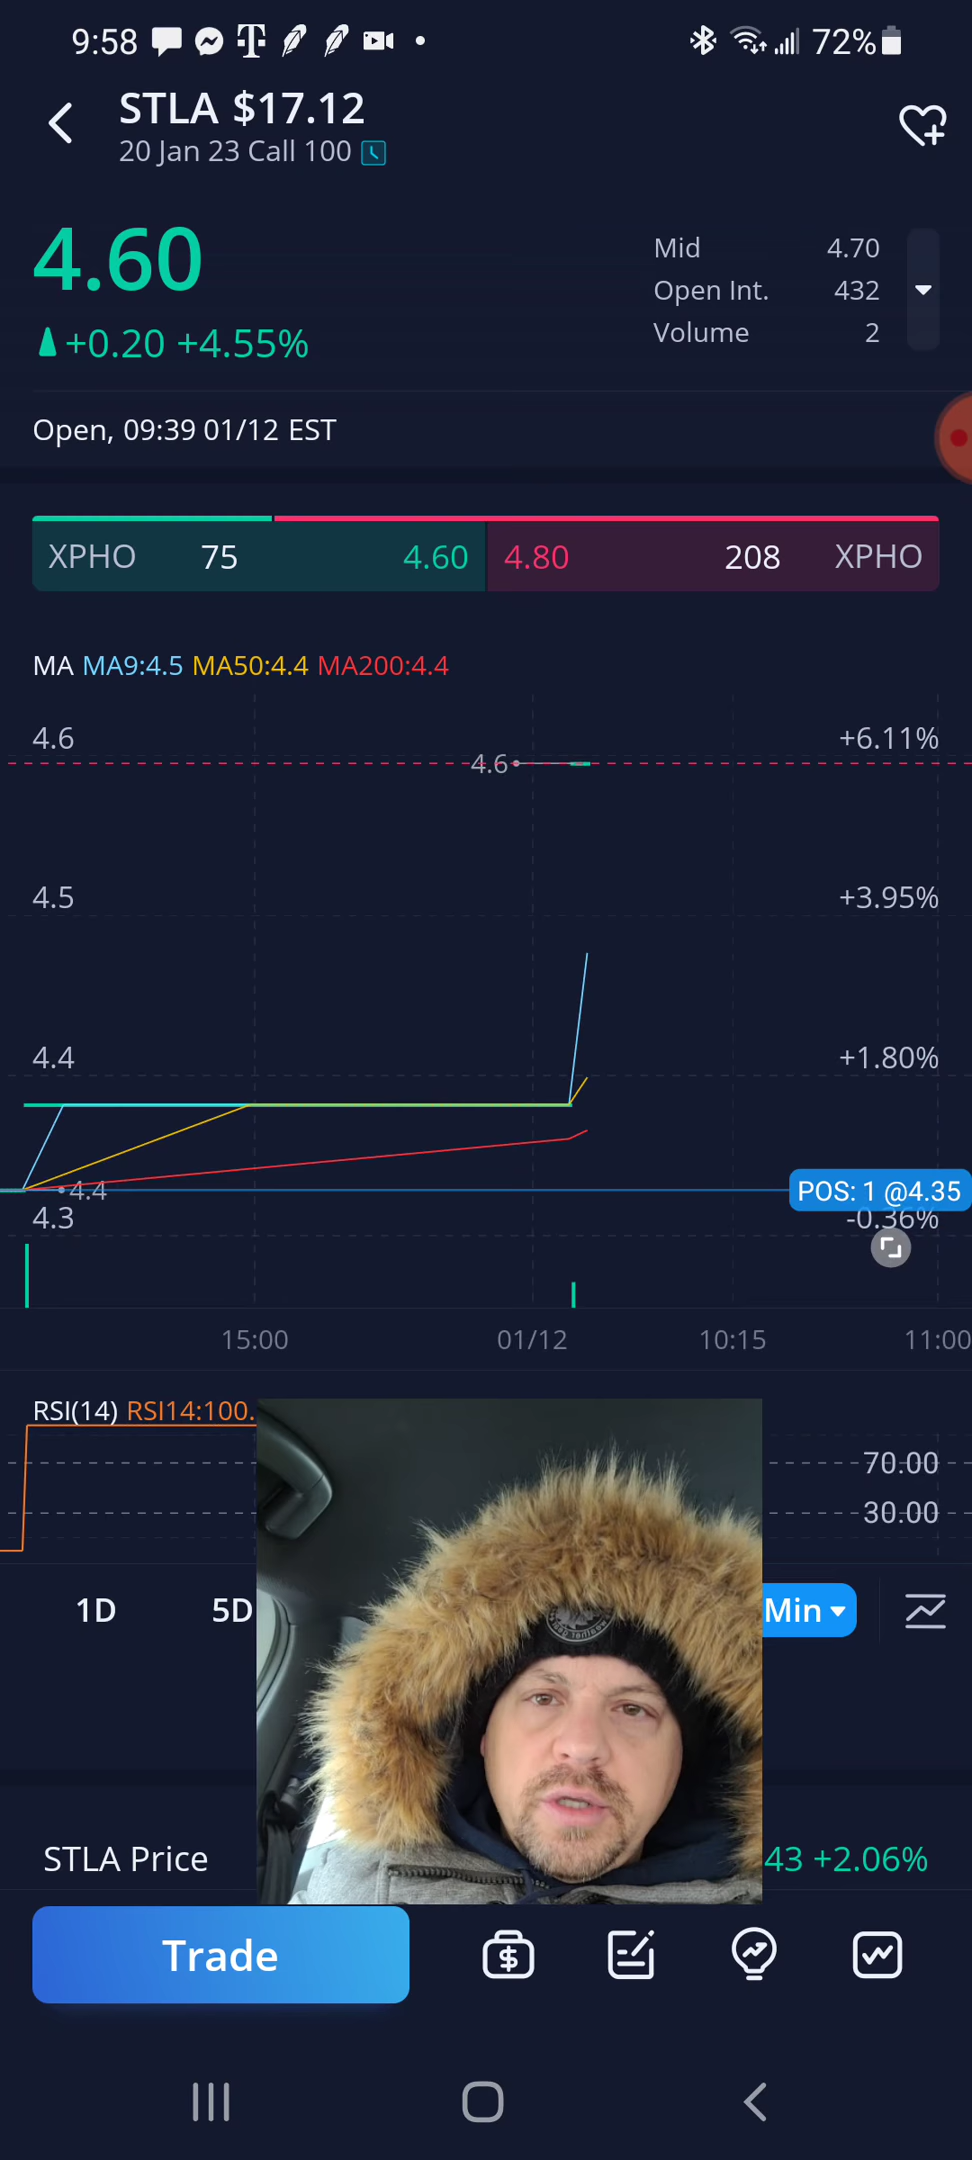 9:58 72%
STLA $17.12
20 Jan 23 Call 100
4.60
+0.20 +4.55%
Mid 4.70
Open Int. 432
Volume 2
Open, 09:39 01/12 EST
XPHO 75 4.60 4.80 208 XPHO
MA MA9:4.5 MA50:4.4 MA200:4.4
4.6 +6.11%
4.6
4.5 +3.95%
4.4 +1.80%
4.4 POS: 1 @4.35
4.3 -0.36%
15:00 01/12 10:15 11:00
RSI(14) RSI14:100.
70.00
30.00
1D 5D Min
STLA Price 43 +2.06%
Trade